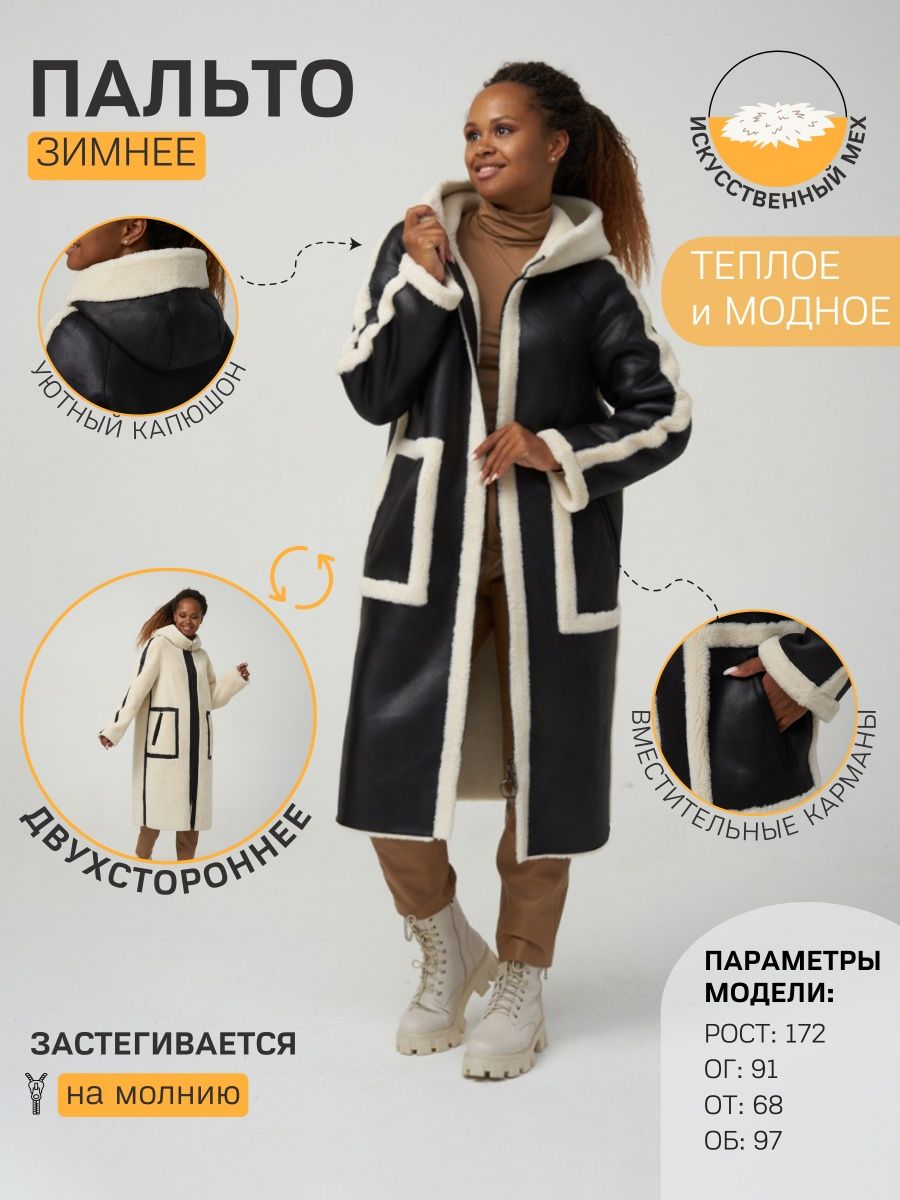 ПАЛЬТО
ЗИМНЕЕ
ИСКУССТВЕННЫЙ МЕХ
ТЕПЛОЕ
и МОДНОЕ
УЮТНЫЙ КАПЮШОН
ДВУХСТОРОННЕЕ
ВМЕСТИТЕЛЬНЫЕ КАРМАНЫ
ПАРАМЕТРЫ
МОДЕЛИ:
РОСТ: 172
ОГ: 91
ОТ: 68
ОБ: 97
ЗАСТЕГИВАЕТСЯ
на молнию